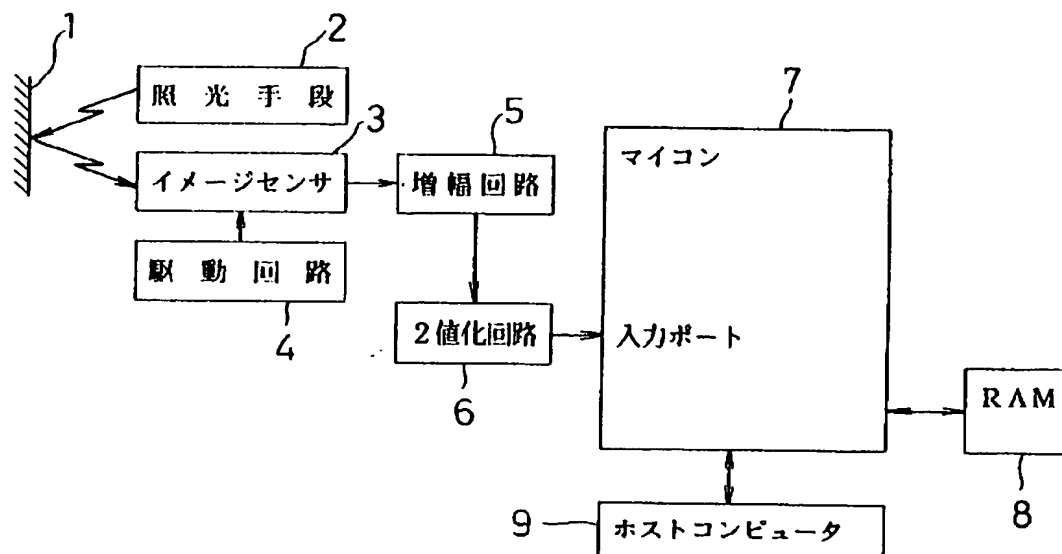 1
2
照光手段
3
イメージセンサ
駆動回路
4
5
増幅回路
2値化回路
6
7
マイコン
入力ポート
RAM
8
9
ホストコンピュータ